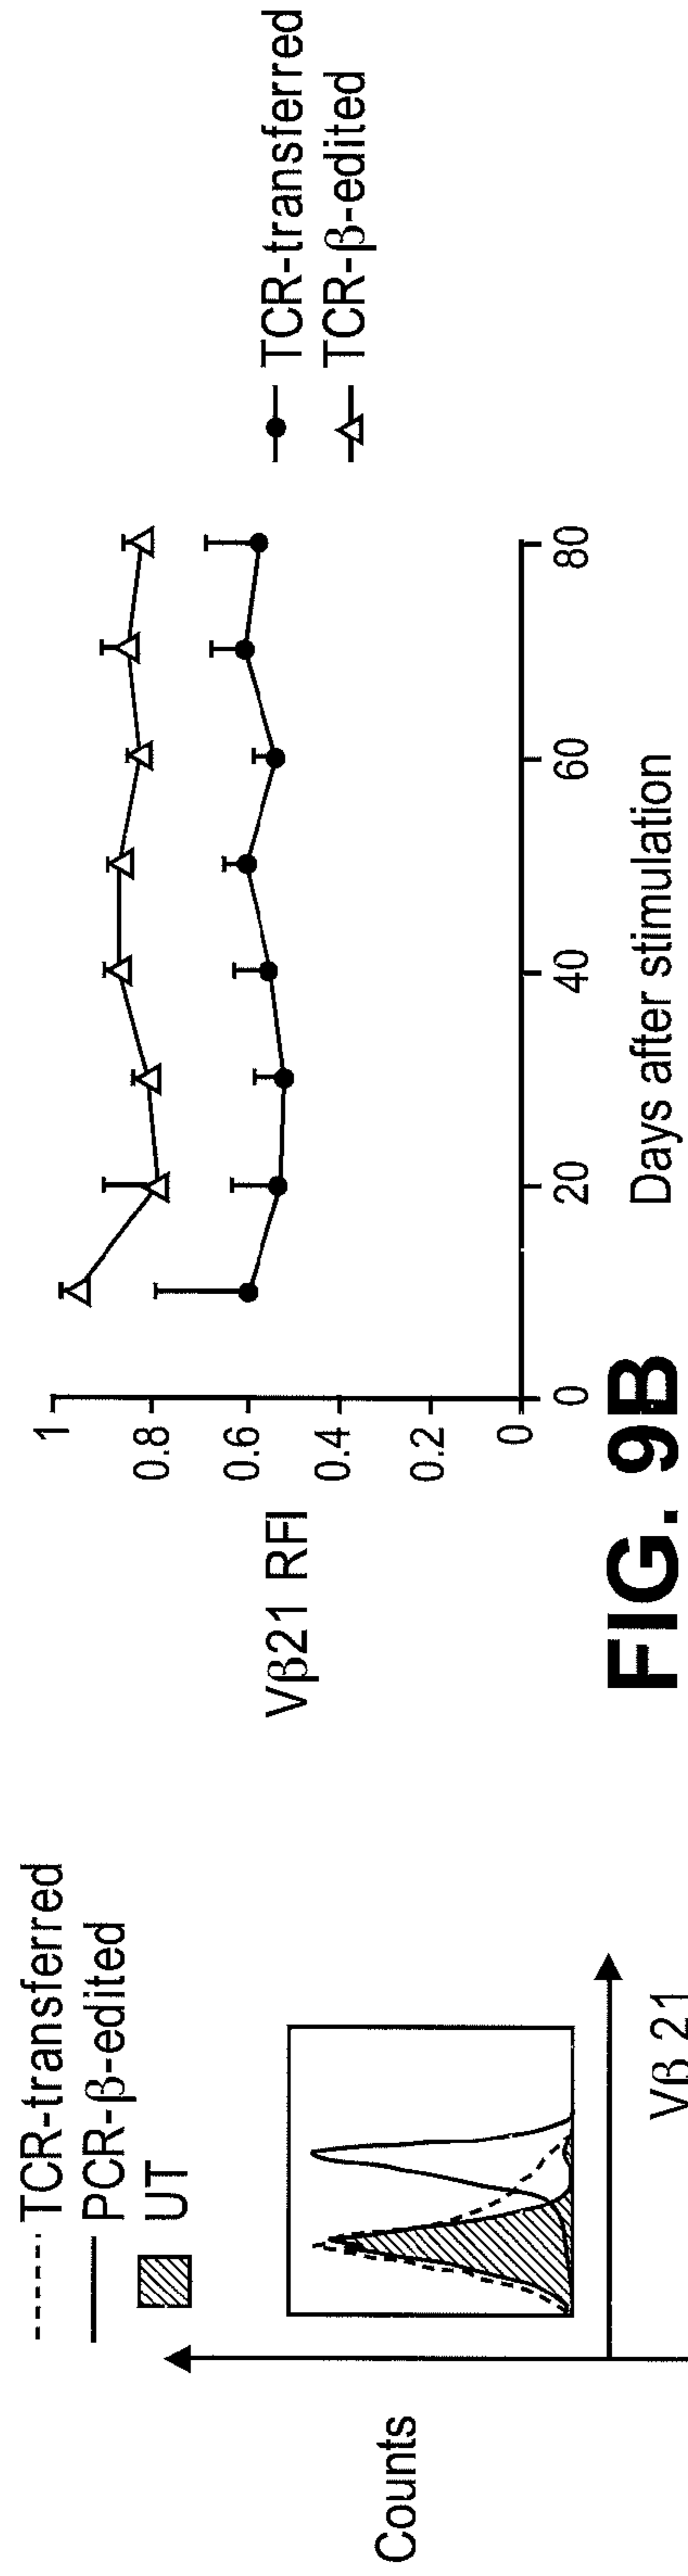 TCR-transferred
PCR-β-edited
UT
Counts
Vβ 21
Vβ21 RFI
1
0.8
0.6
0.4
0.2
0
0
20
40
60
80
Days after stimulation
TCR-transferred
TCR-β-edited
FIG. 9B